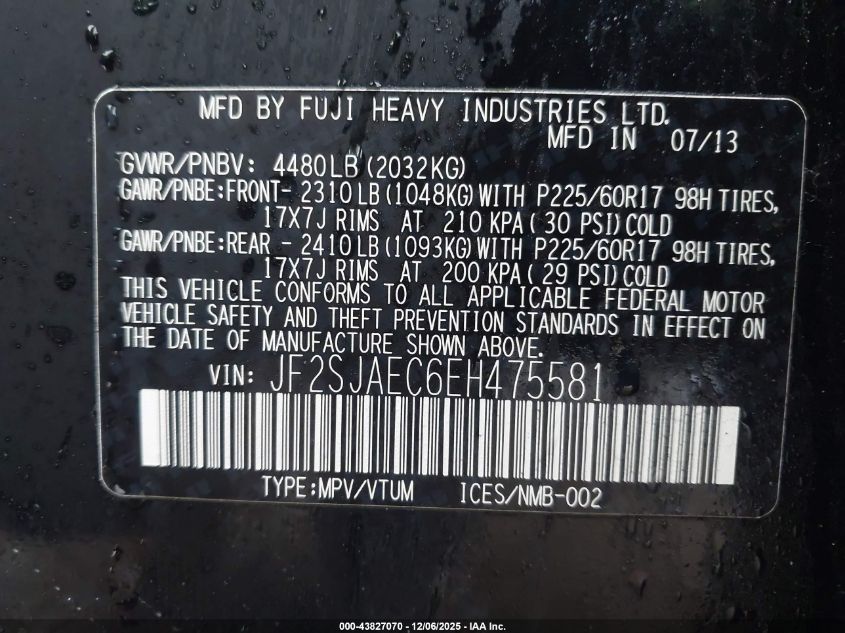 MFD BY FUJI HEAVY INDUSTRIES LTD.
MFD IN 07/13
GVWR/PNBV: 4480LB(2032KG)
GAWR/PNBE:FRONT- 2310LB(1048KG)WITH P225/60R17 98H TIRES,
17X7J RIMS AT 210 KPA(30 PSI)COLD
GAWR/PNBE:REAR - 2410LB(1093KG)WITH P225/60R17 98H TIRES,
17X7J RIMS AT 200 KPA(29 PSI)COLD
THIS VEHICLE CONFORMS TO ALL APPLICABLE FEDERAL MOTOR
VEHICLE SAFETY AND THEFT PREVENTION STANDARDS IN EFFECT ON
THE DATE OF MANUFACTURE SHOWN ABOVE.
VIN: JF2SJAEC6EH475581
TYPE:MPV/VTUM ICES/NMB-002
000-43827070 - 12/06/2025 - IAA Inc.